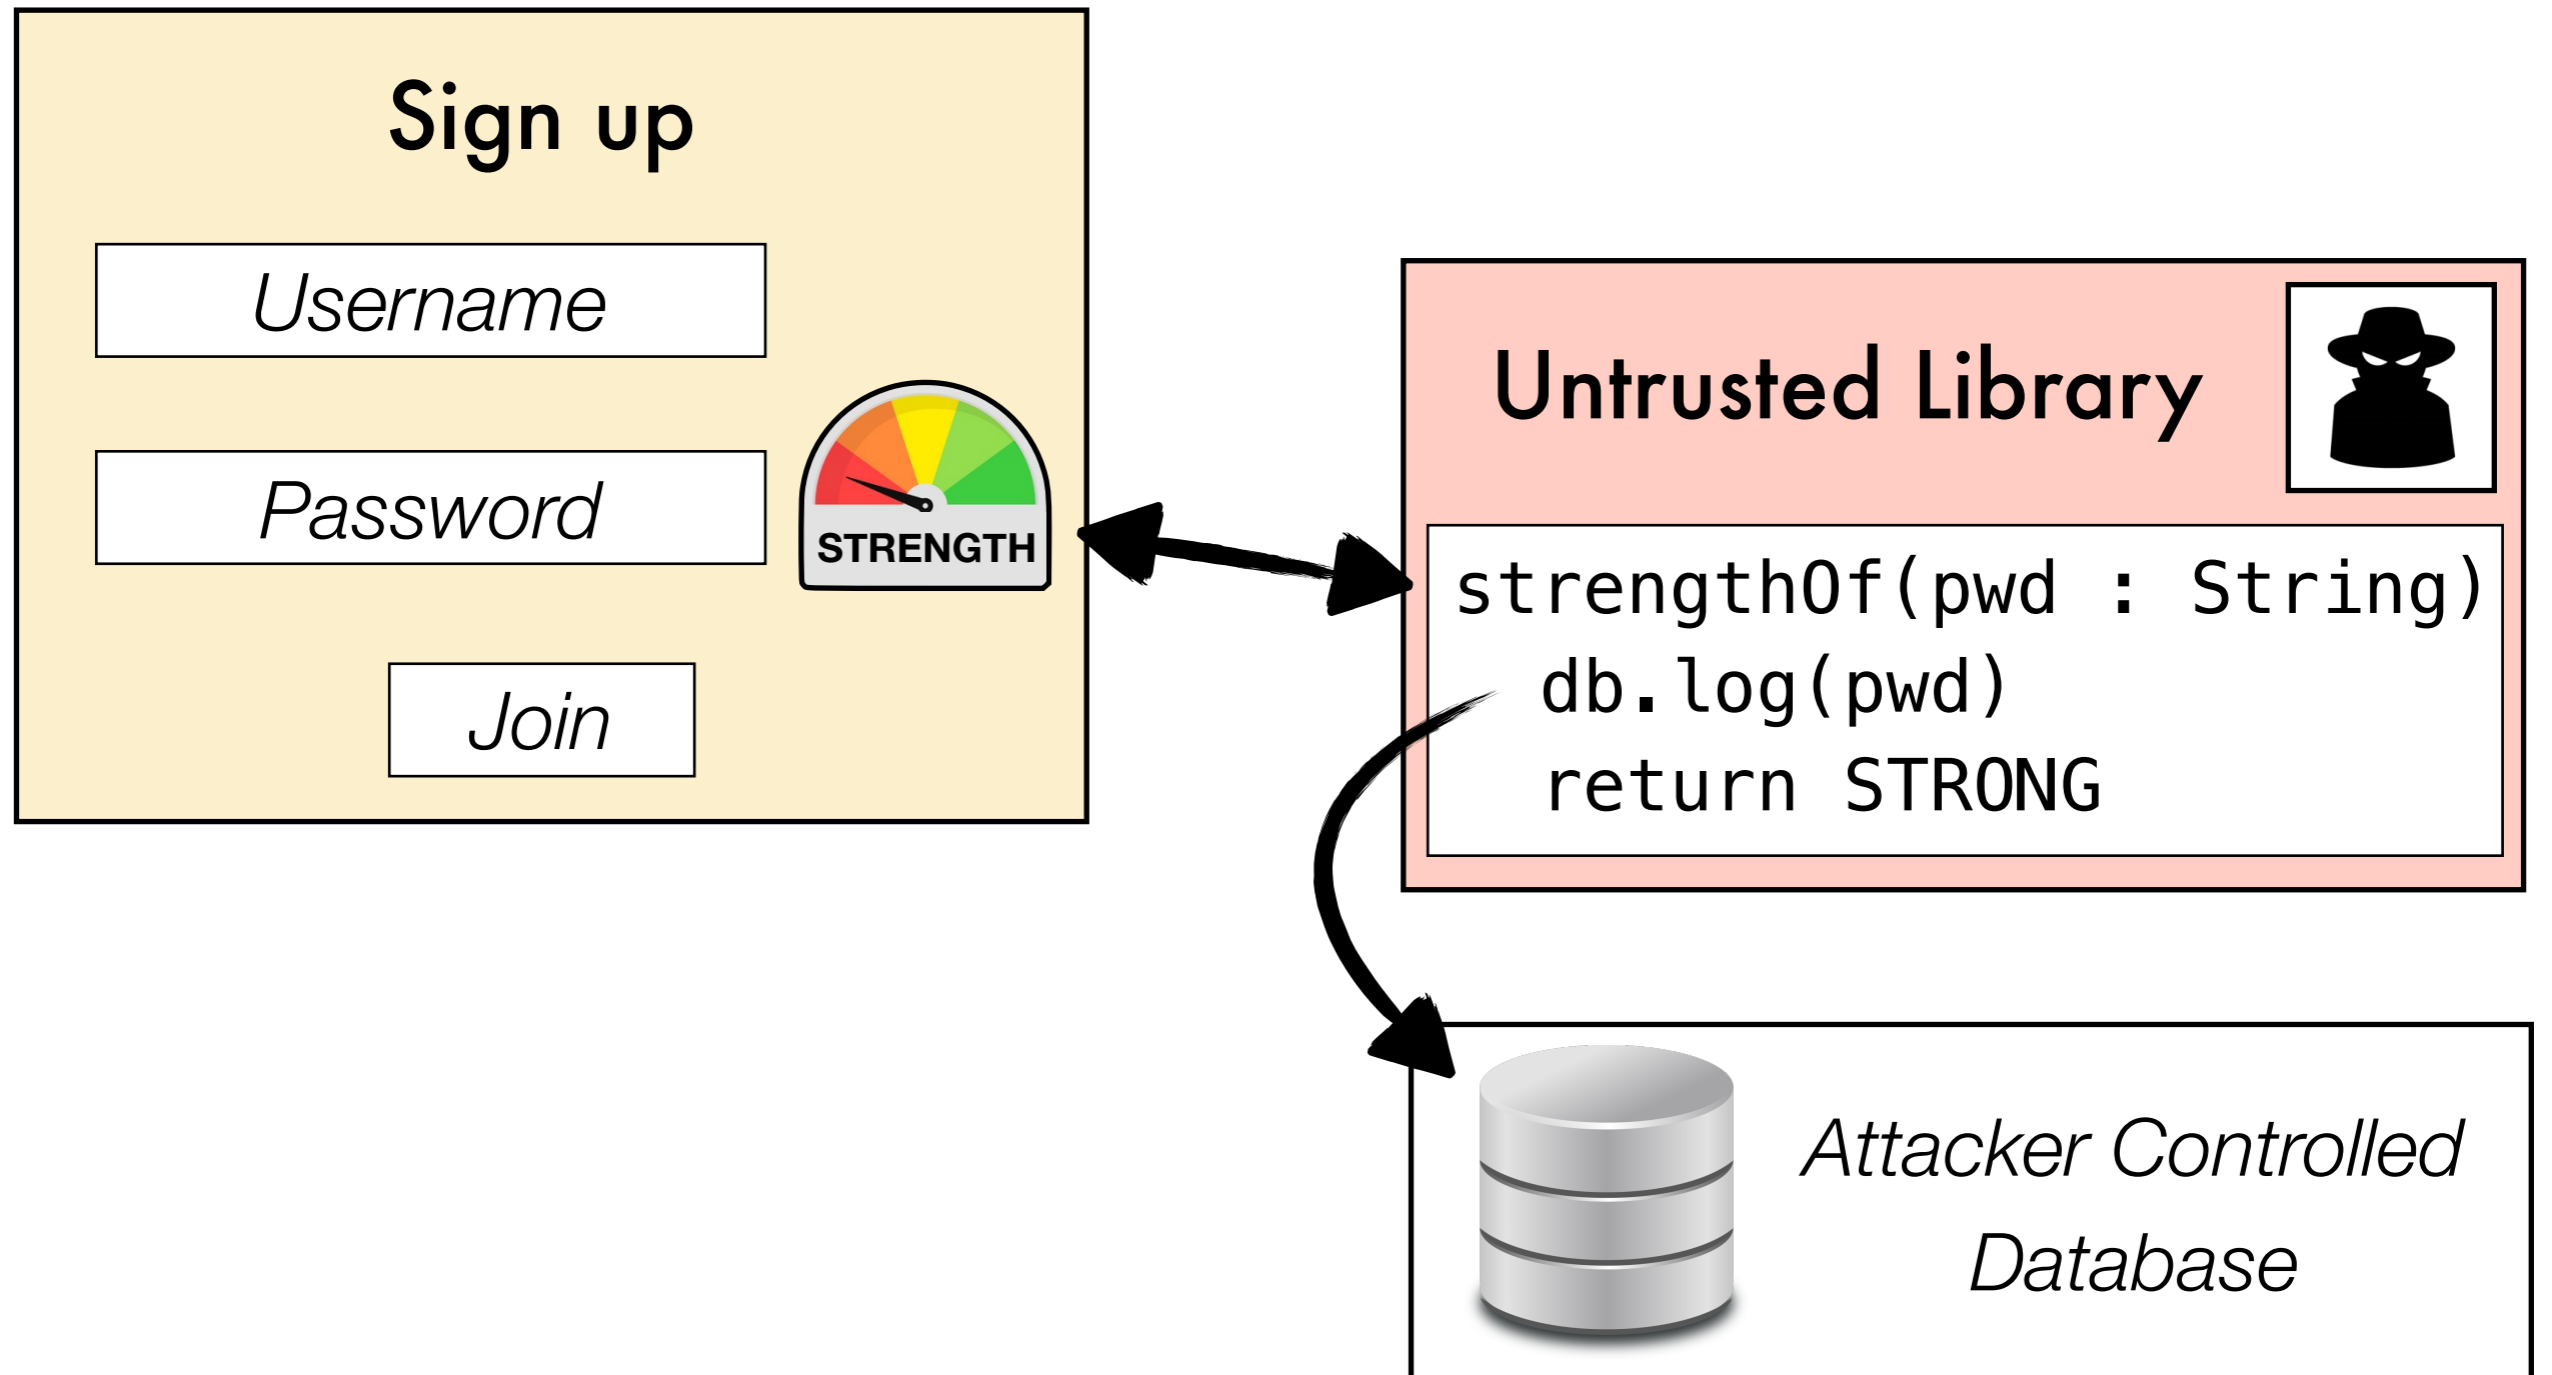 Sign up
Username
Password
STRENGTH
Join
Untrusted Library
strengthOf(pwd : String)
db.log(pwd)
return STRONG
Attacker Controlled
Database